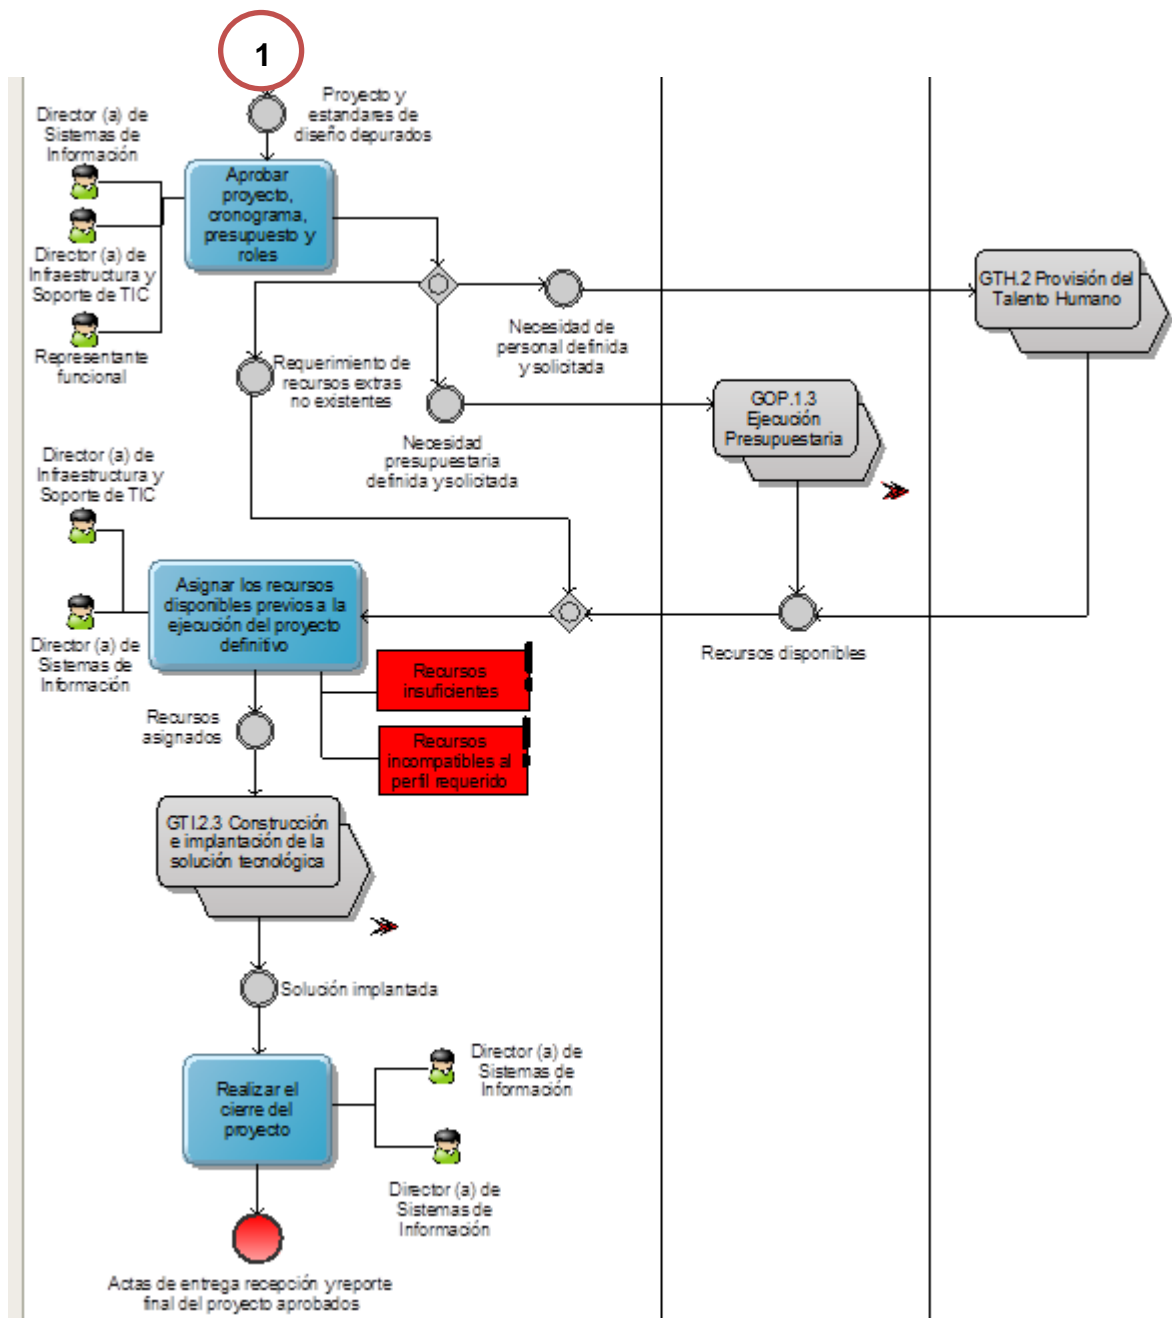 1
Proyecto y
estandares de
diseño depurados
Director (a) de
Sistemas de
Información
Aprobar
proyecto,
cronograma,
presupuesto y
roles
Director (a) de
Infraestructura y
Soporte de TIC
Representante
funcional
GTH.2 Provisión del
Talento Humano
Necesidad de
personal definida
y solicitada
Requerimiento de
recursos extras
no existentes
GOP.1.3
Ejecución
Presupuestaria
Necesidad
presupuestaria
definida y solicitada
Director (a) de
Infraestructura y
Soporte de TIC
Asignar los recursos
disponibles previos a la
ejecución del proyecto
definitivo
Director (a) de
Sistemas de
Información
Recursos disponibles
Recursos
insuficientes
Recursos
asignados
Recursos
incompatibles al
perfil requerido
GTI.2.3 Construcción
e implantación de la
solución tecnológica
Solución implantada
Realizar el
cierre del
proyecto
Director (a) de
Sistemas de
Información
Director (a) de
Sistemas de
Información
Actas de entrega recepción y reporte
final del proyecto aprobados